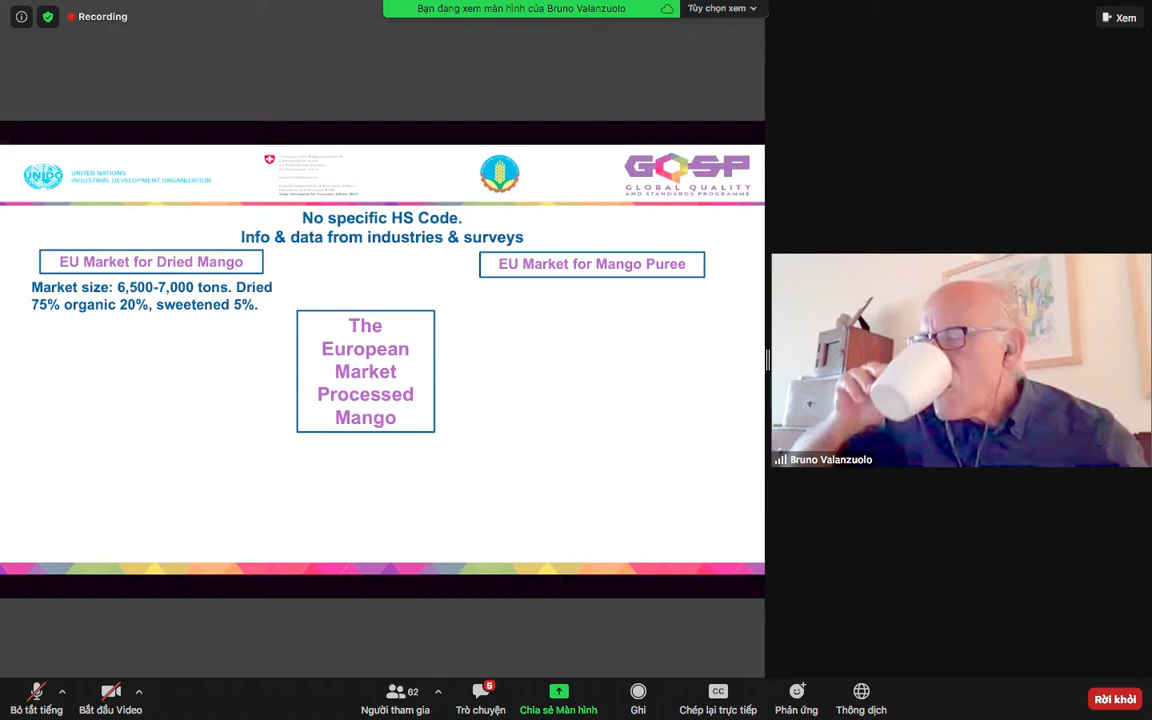 Recording
Bạn đang xem màn hình của Bruno Valanzuolo
Tùy chọn xem
Xem
UNIDO
UNITED NATIONS
INDUSTRIAL DEVELOPMENT ORGANIZATION
GQSP
GLOBAL QUALITY
AND STANDARDS PROGRAMME
No specific HS Code.
Info & data from industries & surveys
EU Market for Dried Mango
EU Market for Mango Puree
Market size: 6,500-7,000 tons. Dried
75% organic 20%, sweetened 5%.
The
European
Market
Processed
Mango
Bruno Valanzuolo
Bỏ tắt tiếng
Bắt đầu Video
62
Người tham gia
5
Trò chuyện
Chia sẻ Màn hình
Ghi
CC
Chép lại trực tiếp
Phản ứng
Thông dịch
Rời khỏi